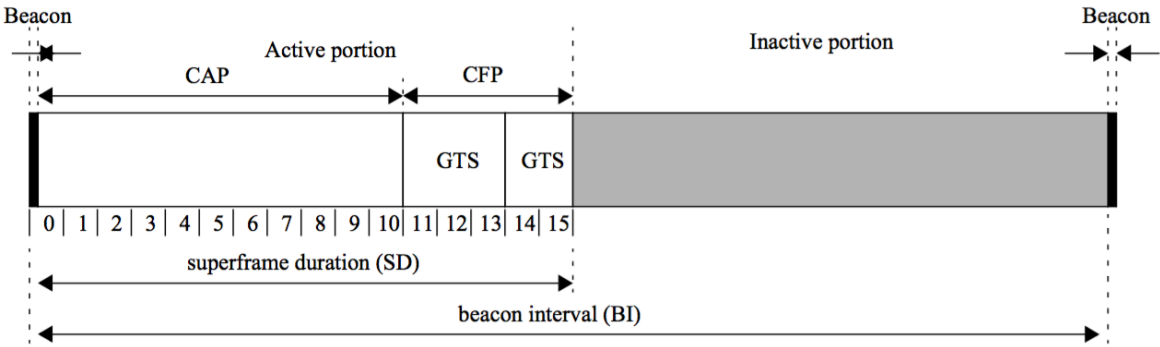 Beacon Beacon
Active portion Inactive portion
CAP CFP
GTS GTS
| 0| 1| 2| 3| 4| 5| 6| 7| 8| 9| 10| 11| 12| 13| 14| 15|
superframe duration (SD)
beacon interval (BI)